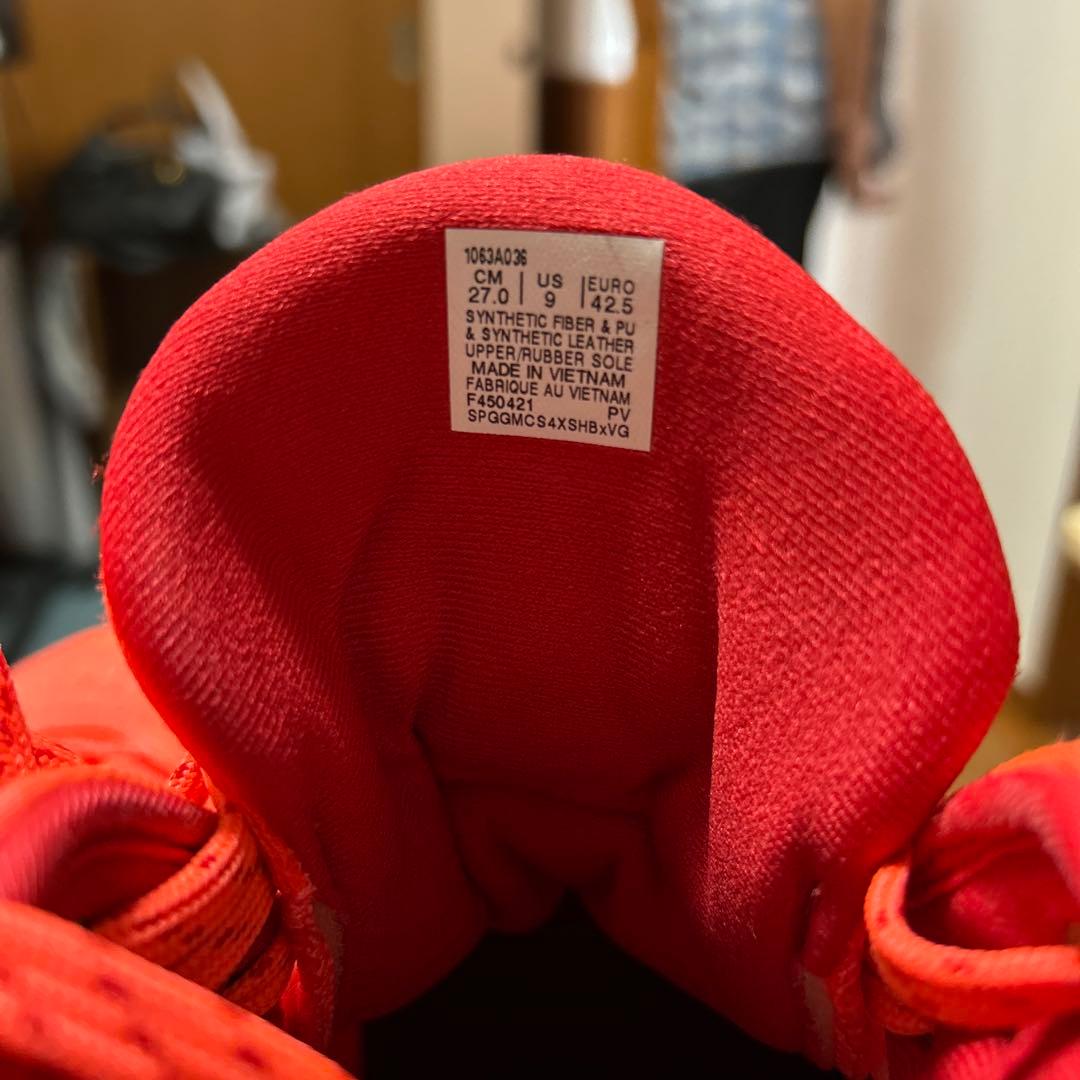 1063A036
CM | US | EURO
27.0 | 9 | 42.5
SYNTHETIC FIBER & PU
& SYNTHETIC LEATHER
UPPER/RUBBER SOLE
MADE IN VIETNAM
FABRIQUE AU VIETNAM
F450421 PV
SPGGMCS4XSHBxVG